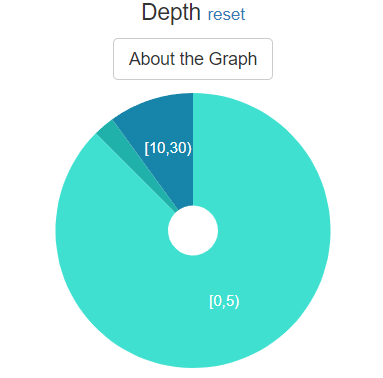 Depth reset
About the Graph
[10,30)
[0,5)